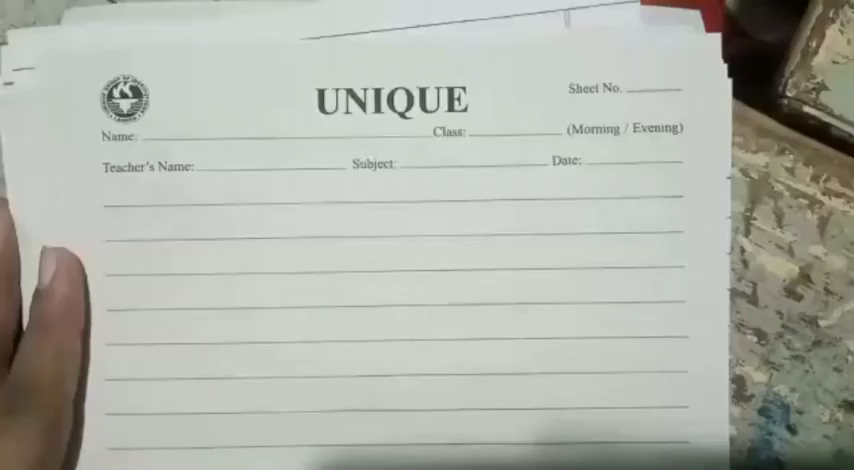 UNIQUE
Sheet No.
Name: Class: (Morning / Evening)
Teacher's Name: Subject: Date: